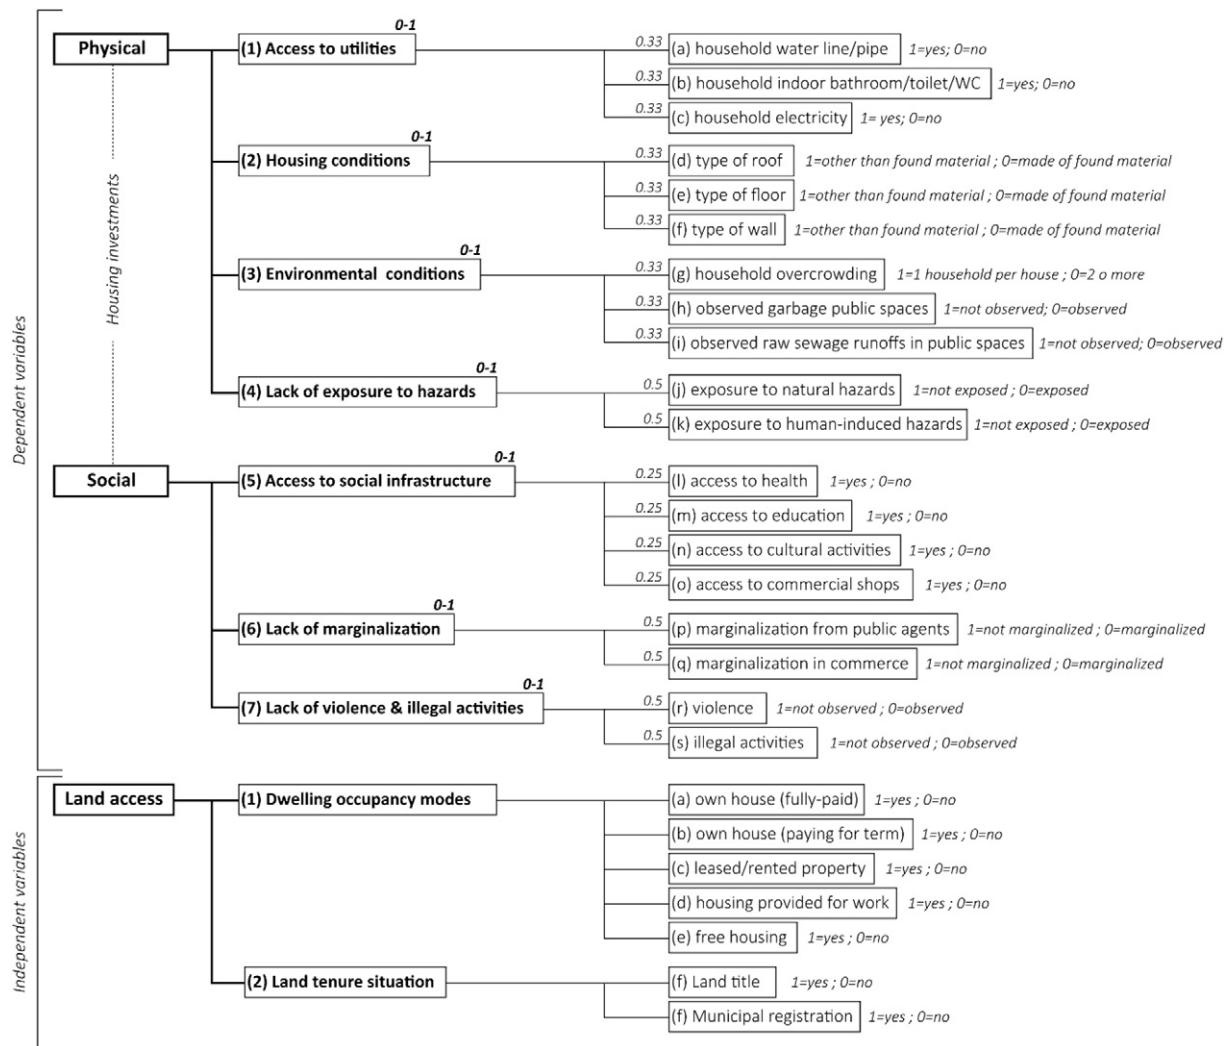 Dependent variables
Housing investments
Physical
0-1
(1) Access to utilities
0.33 (a) household water line/pipe 1=yes; 0=no
0.33 (b) household indoor bathroom/toilet/WC 1=yes; 0=no
0.33 (c) household electricity 1= yes; 0=no
0-1
(2) Housing conditions
0.33 (d) type of roof 1=other than found material ; 0=made of found material
0.33 (e) type of floor 1=other than found material ; 0=made of found material
0.33 (f) type of wall 1=other than found material ; 0=made of found material
0-1
(3) Environmental conditions
0.33 (g) household overcrowding 1=1 household per house ; 0=2 o more
0.33 (h) observed garbage public spaces 1=not observed; 0=observed
0.33 (i) observed raw sewage runoffs in public spaces 1=not observed; 0=observed
0-1
(4) Lack of exposure to hazards
0.5 (j) exposure to natural hazards 1=not exposed ; 0=exposed
0.5 (k) exposure to human-induced hazards 1=not exposed ; 0=exposed
Social
0-1
(5) Access to social infrastructure
0.25 (l) access to health 1=yes ; 0=no
0.25 (m) access to education 1=yes ; 0=no
0.25 (n) access to cultural activities 1=yes ; 0=no
0.25 (o) access to commercial shops 1=yes ; 0=no
0-1
(6) Lack of marginalization
0.5 (p) marginalization from public agents 1=not marginalized ; 0=marginalized
0.5 (q) marginalization in commerce 1=not marginalized ; 0=marginalized
0-1
(7) Lack of violence & illegal activities
0.5 (r) violence 1=not observed ; 0=observed
0.5 (s) illegal activities 1=not observed ; 0=observed
Independent variables
Land access
(1) Dwelling occupancy modes
(a) own house (fully-paid) 1=yes ; 0=no
(b) own house (paying for term) 1=yes ; 0=no
(c) leased/rented property 1=yes ; 0=no
(d) housing provided for work 1=yes ; 0=no
(e) free housing 1=yes ; 0=no
(2) Land tenure situation
(f) Land title 1=yes ; 0=no
(f) Municipal registration 1=yes ; 0=no